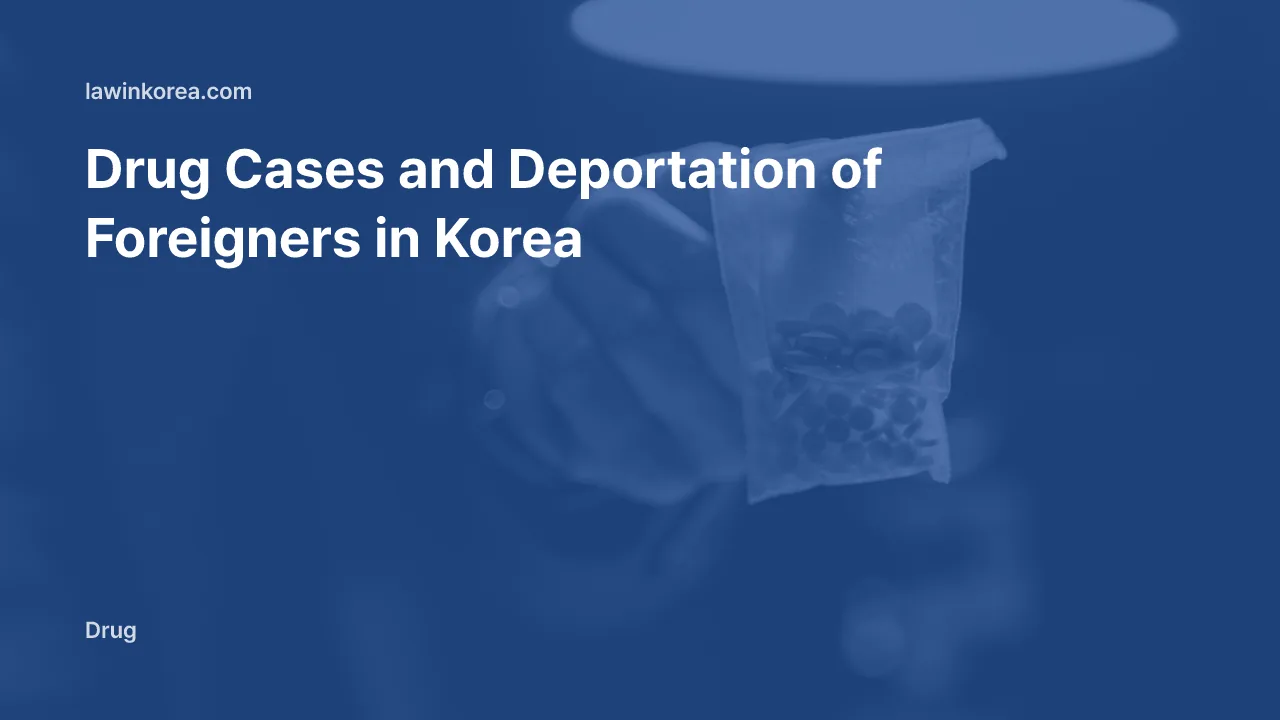 lawinkorea.com
Drug Cases and Deportation of
Foreigners in Korea
Drug